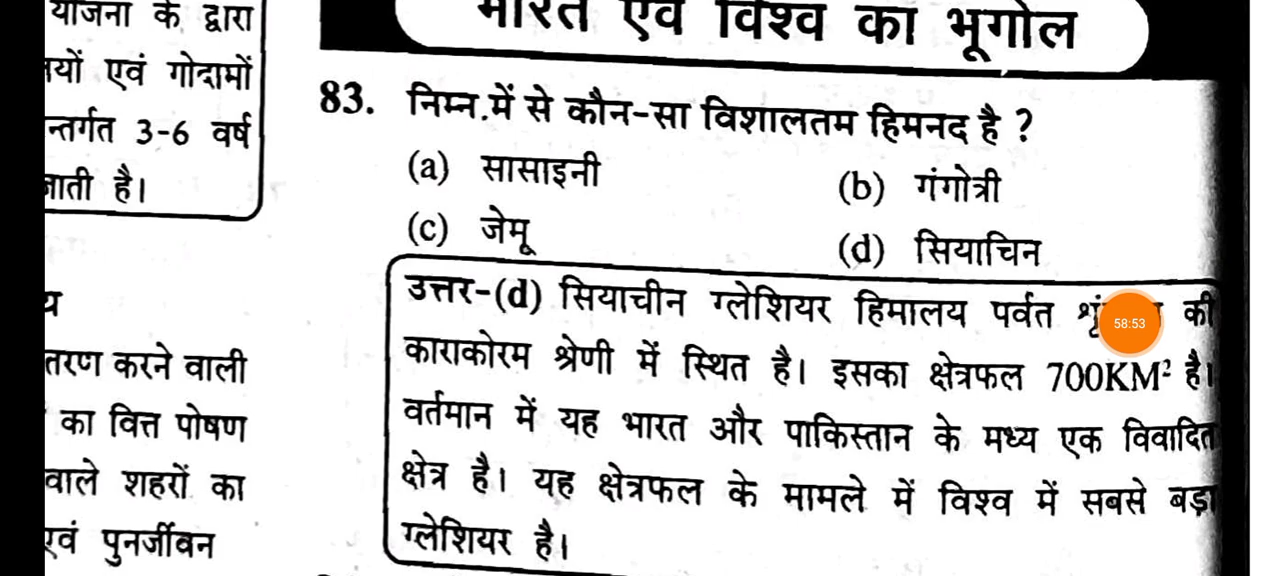 योजना के द्वारा
यों एवं गोदामों
न्तर्गत 3-6 वर्ष
जाती है।
य
तरण करने वाली
का वित्त पोषण
वाले शहरों का
एवं पुनर्जीवन
भारत एवं विश्व का भूगोल
83. निम्न में से कौन-सा विशालतम हिमनद है ?
(a) सासाइनी (b) गंगोत्री
(c) जेमू (d) सियाचिन
उत्तर-(d) सियाचीन ग्लेशियर हिमालय पर्वत की
58:53
काराकोरम श्रेणी में स्थित है। इसका क्षेत्रफल 700KM² है।
वर्तमान में यह भारत और पाकिस्तान के मध्य एक विवादित
क्षेत्र है। यह क्षेत्रफल के मामले में विश्व में सबसे बड़ा
ग्लेशियर है।